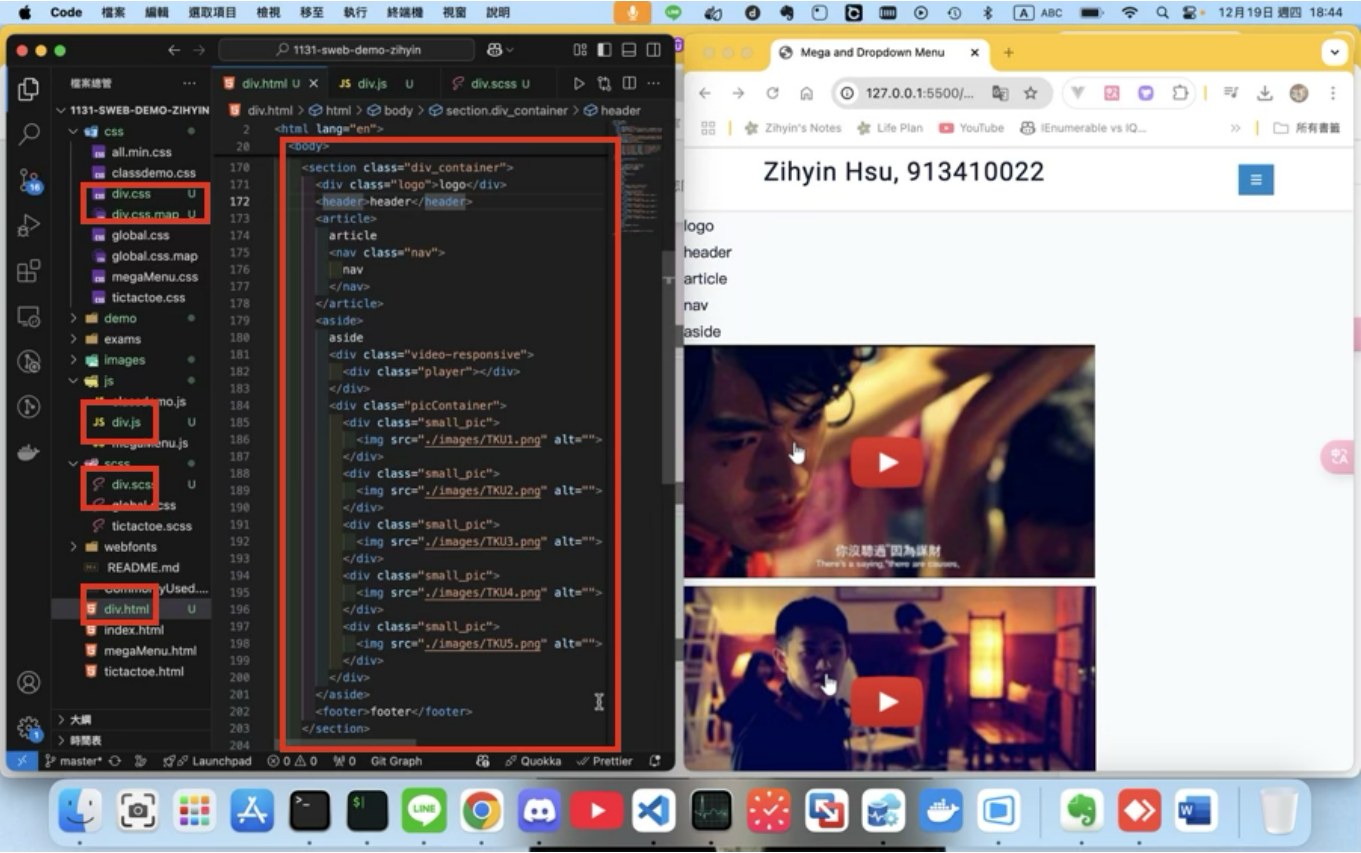 Code 檔案 編輯 選取項目 檢視 移至 執行 終端機 視窗 說明
A ABC 12月19日 週四 18:44
1131-sweb-demo-zihyin
檔案總管
1131-SWEB-DEMO-ZIHYIN
css
all.min.css
classdemo.css
div.css U
div.css.map U
global.css
global.css.map
megaMenu.css
tictactoe.css
demo
exams
images
js
classdemo.js
JS div.js U
megaMenu.js
scss
div.scss U
global.scss
tictactoe.scss
webfonts
README.md
CommonlyUsed....
div.html U
index.html
megaMenu.html
tictactoe.html
大綱
時間表
16
1
div.html U
JS div.js U
div.scss U
div.html > html > body > section.div_container > header
2 <html lang="en">
20 <body>
170 <section class="div_container">
171 <div class="logo">logo</div>
172 <header>header</header>
173 <article>
174 article
175 <nav class="nav">
176 nav
177 </nav>
178 </article>
179 <aside>
180 aside
181 <div class="video-responsive">
182 <div class="player"></div>
183 </div>
184 <div class="picContainer">
185 <div class="small_pic">
186 <img src="./images/TKU1.png" alt="">
187 </div>
188 <div class="small_pic">
189 <img src="./images/TKU2.png" alt="">
190 </div>
191 <div class="small_pic">
192 <img src="./images/TKU3.png" alt="">
193 </div>
194 <div class="small_pic">
195 <img src="./images/TKU4.png" alt="">
196 </div>
197 <div class="small_pic">
198 <img src="./images/TKU5.png" alt="">
199 </div>
200 </div>
201 </aside>
202 <footer>footer</footer>
203 </section>
204
master* Launchpad 0 0 0 Git Graph Quokka Prettier
Mega and Dropdown Menu
127.0.0.1:5500/...
Zihyin's Notes Life Plan YouTube IEnumerable vs IQ... 所有書籤
Zihyin Hsu, 913410022
logo
header
article
nav
aside
你沒聽過"因為謀財
There's a saying,"there are causes,
LINE